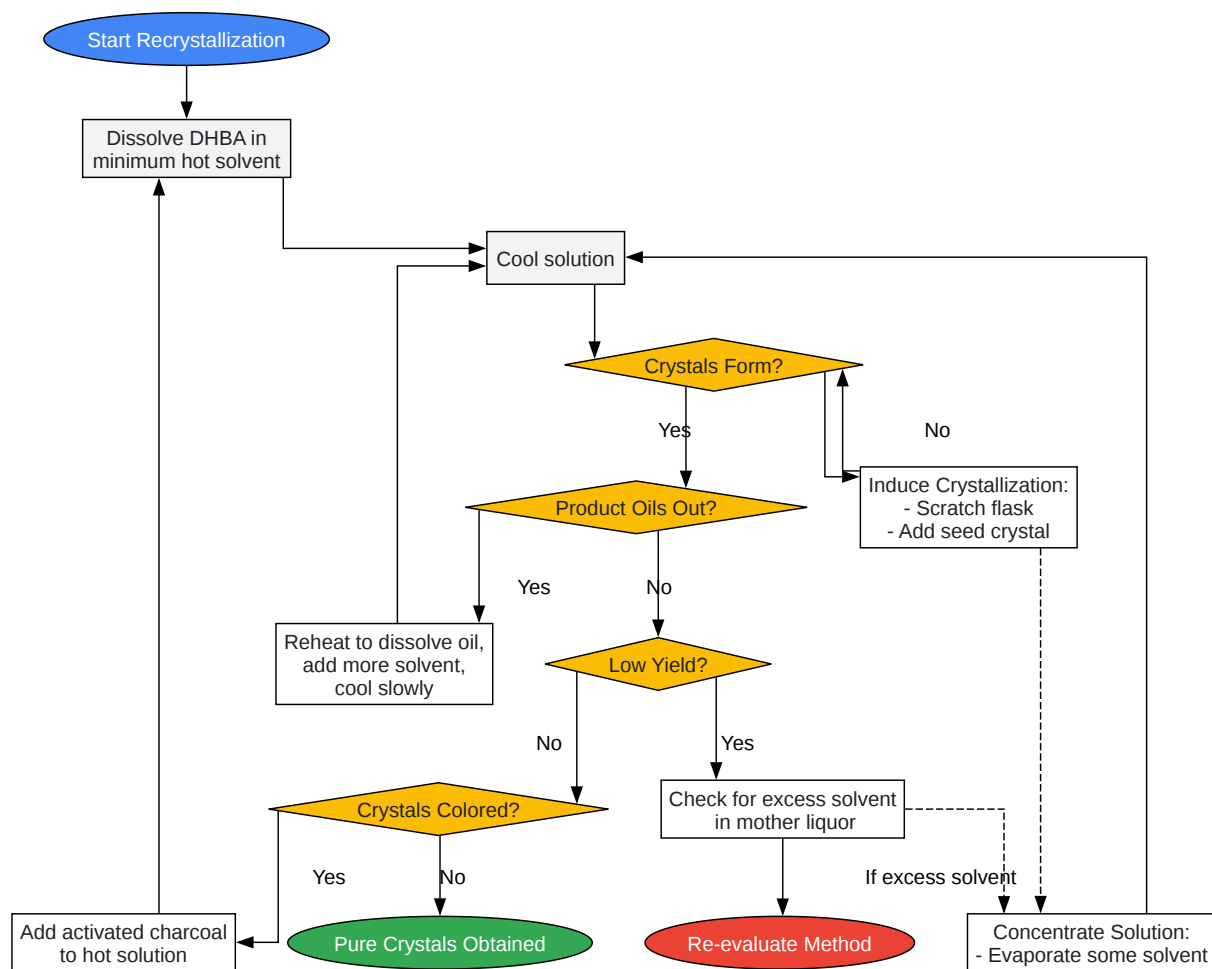 Start Recrystallization
Dissolve DHBA in
minimum hot solvent
Cool solution
Crystals Form?
Yes
No
Induce Crystallization:
- Scratch flask
- Add seed crystal
Product Oils Out?
Yes
No
Reheat to dissolve oil,
add more solvent,
cool slowly
Low Yield?
No
Yes
Crystals Colored?
Check for excess solvent
in mother liquor
Yes
No
If excess solvent
Add activated charcoal
to hot solution
Pure Crystals Obtained
Re-evaluate Method
Concentrate Solution:
- Evaporate some solvent